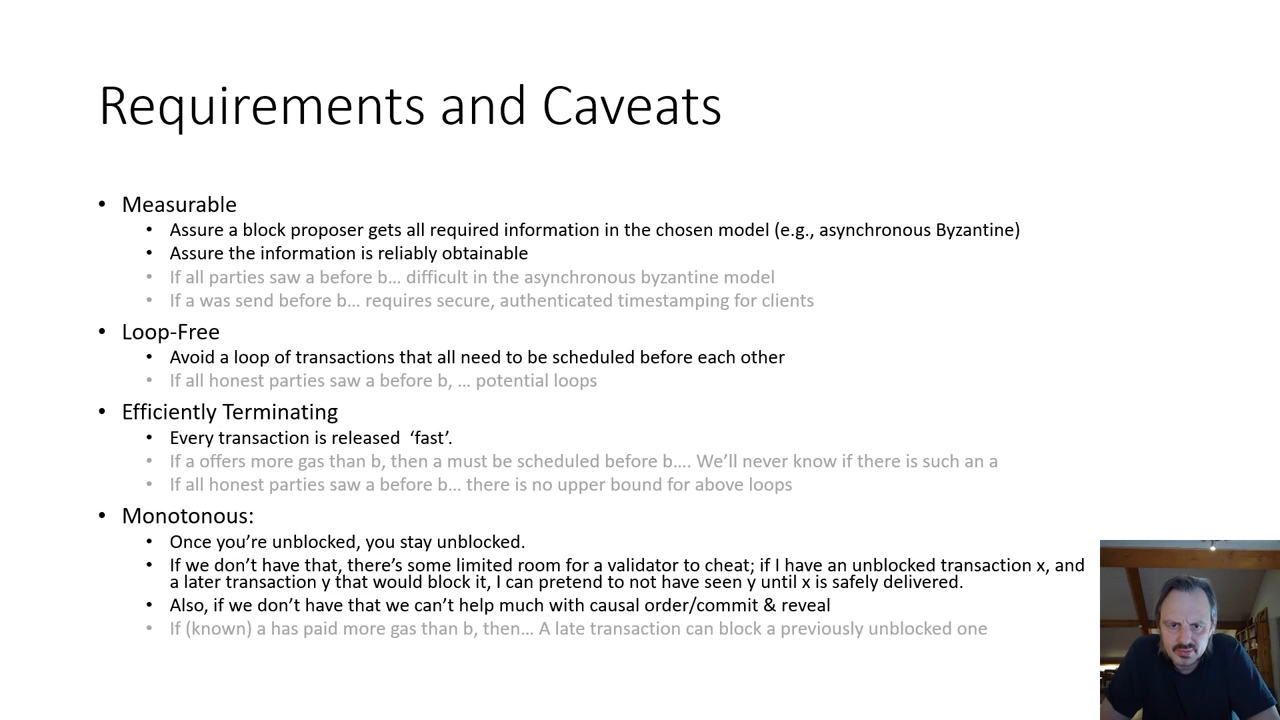 Requirements and Caveats
• Measurable
• Assure a block proposer gets all required information in the chosen model (e.g., asynchronous Byzantine)
• Assure the information is reliably obtainable
• If all parties saw a before b… difficult in the asynchronous byzantine model
• If a was send before b… requires secure, authenticated timestamping for clients
• Loop-Free
• Avoid a loop of transactions that all need to be scheduled before each other
• If all honest parties saw a before b, … potential loops
• Efficiently Terminating
• Every transaction is released ‘fast’.
• If a offers more gas than b, then a must be scheduled before b…. We’ll never know if there is such an a
• If all honest parties saw a before b… there is no upper bound for above loops
• Monotonous:
• Once you’re unblocked, you stay unblocked.
• If we don’t have that, there’s some limited room for a validator to cheat; if I have an unblocked transaction x, and
a later transaction y that would block it, I can pretend to not have seen y until x is safely delivered.
• Also, if we don’t have that we can’t help much with causal order/commit & reveal
• If (known) a has paid more gas than b, then… A late transaction can block a previously unblocked one